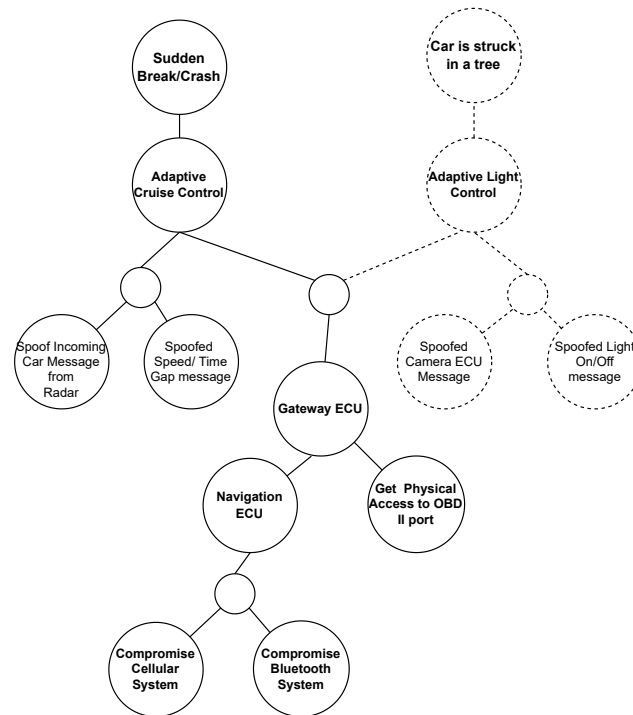 Sudden
Break/Crash
Car is struck
in a tree
Adaptive
Cruise Control
Adaptive Light
Control
Spoof Incoming
Car Message
from
Radar
Spoofed
Speed/ Time
Gap message
Spoofed
Camera ECU
Message
Spoofed Light
On/Off
message
Gateway ECU
Navigation
ECU
Get Physical
Access to OBD
II port
Compromise
Cellular
System
Compromise
Bluetooth
System